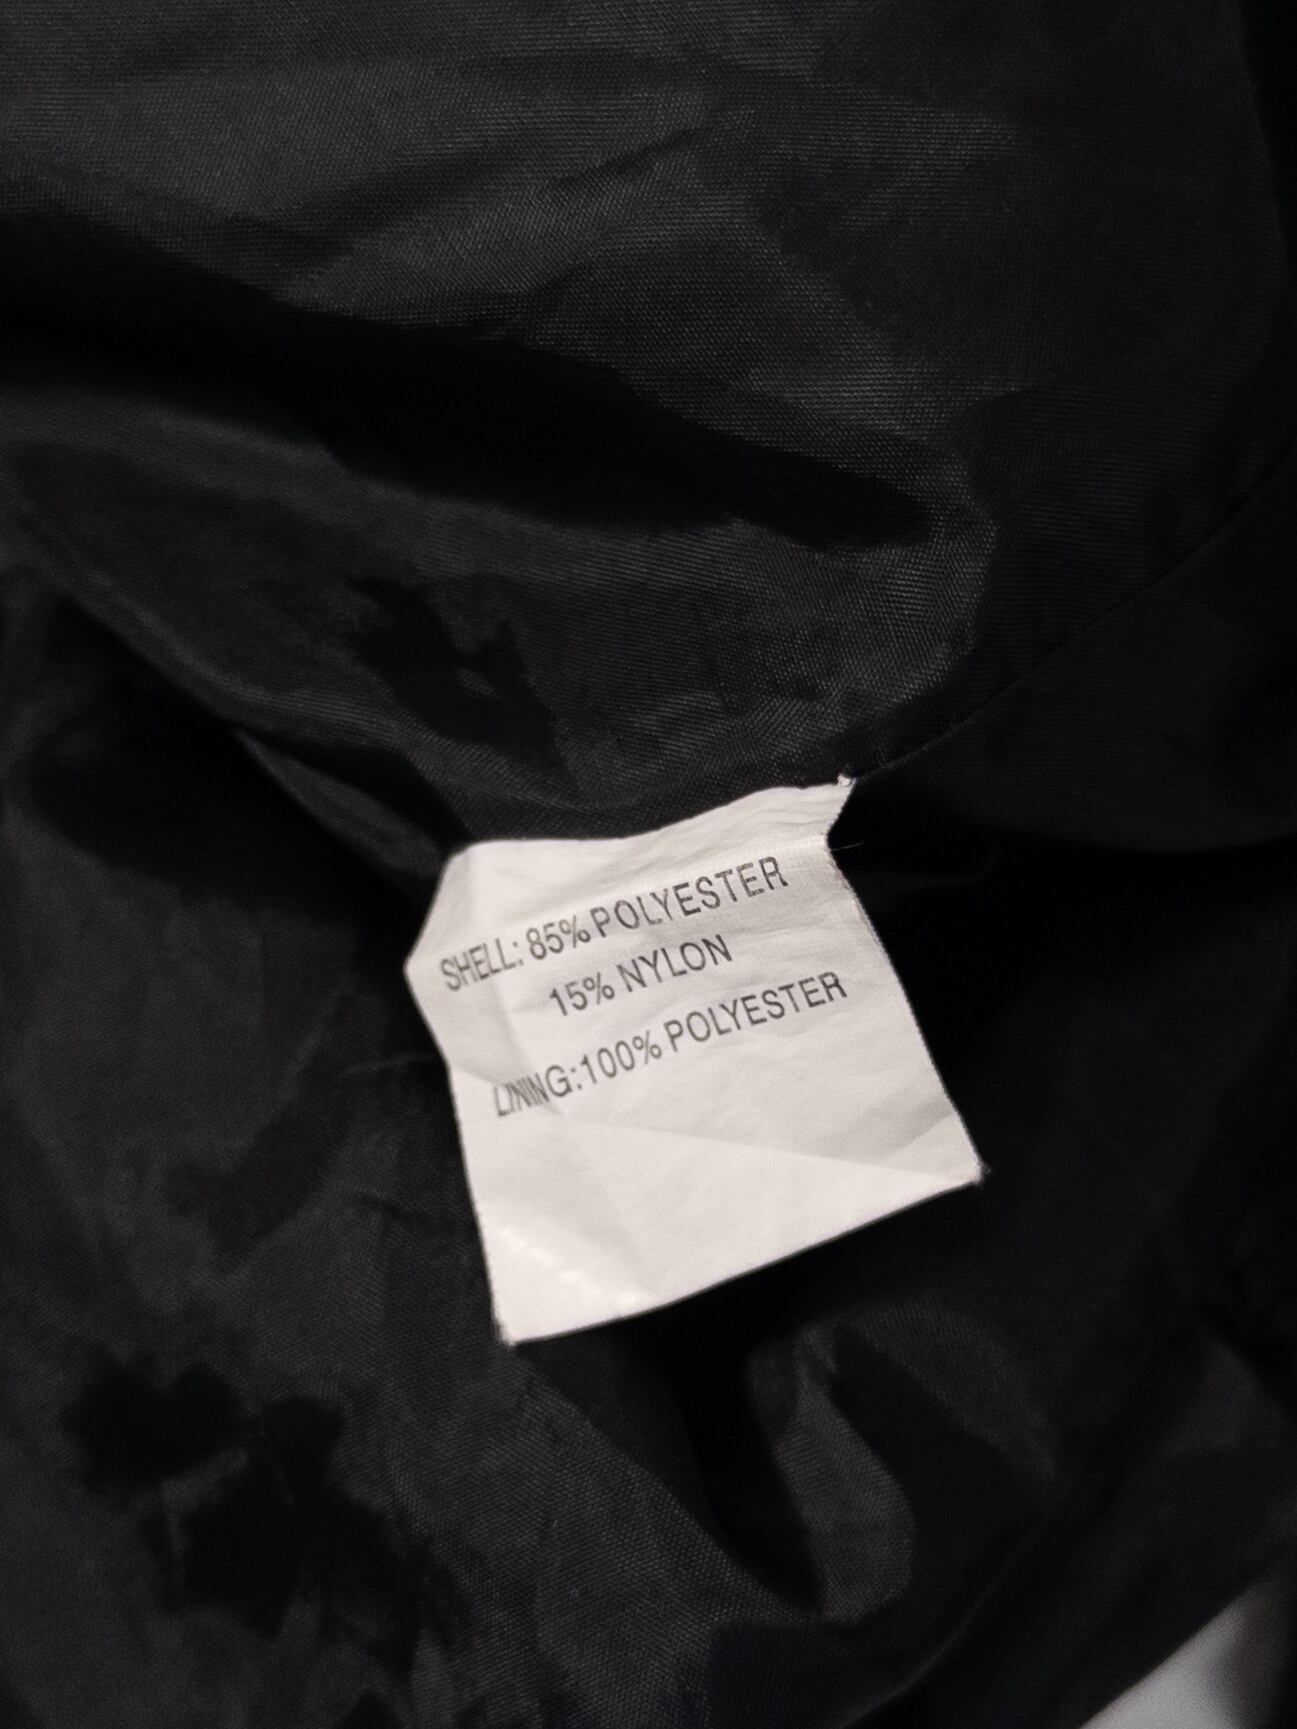 SHELL: 85% POLYESTER
15% NYLON
LINING:100% POLYESTER